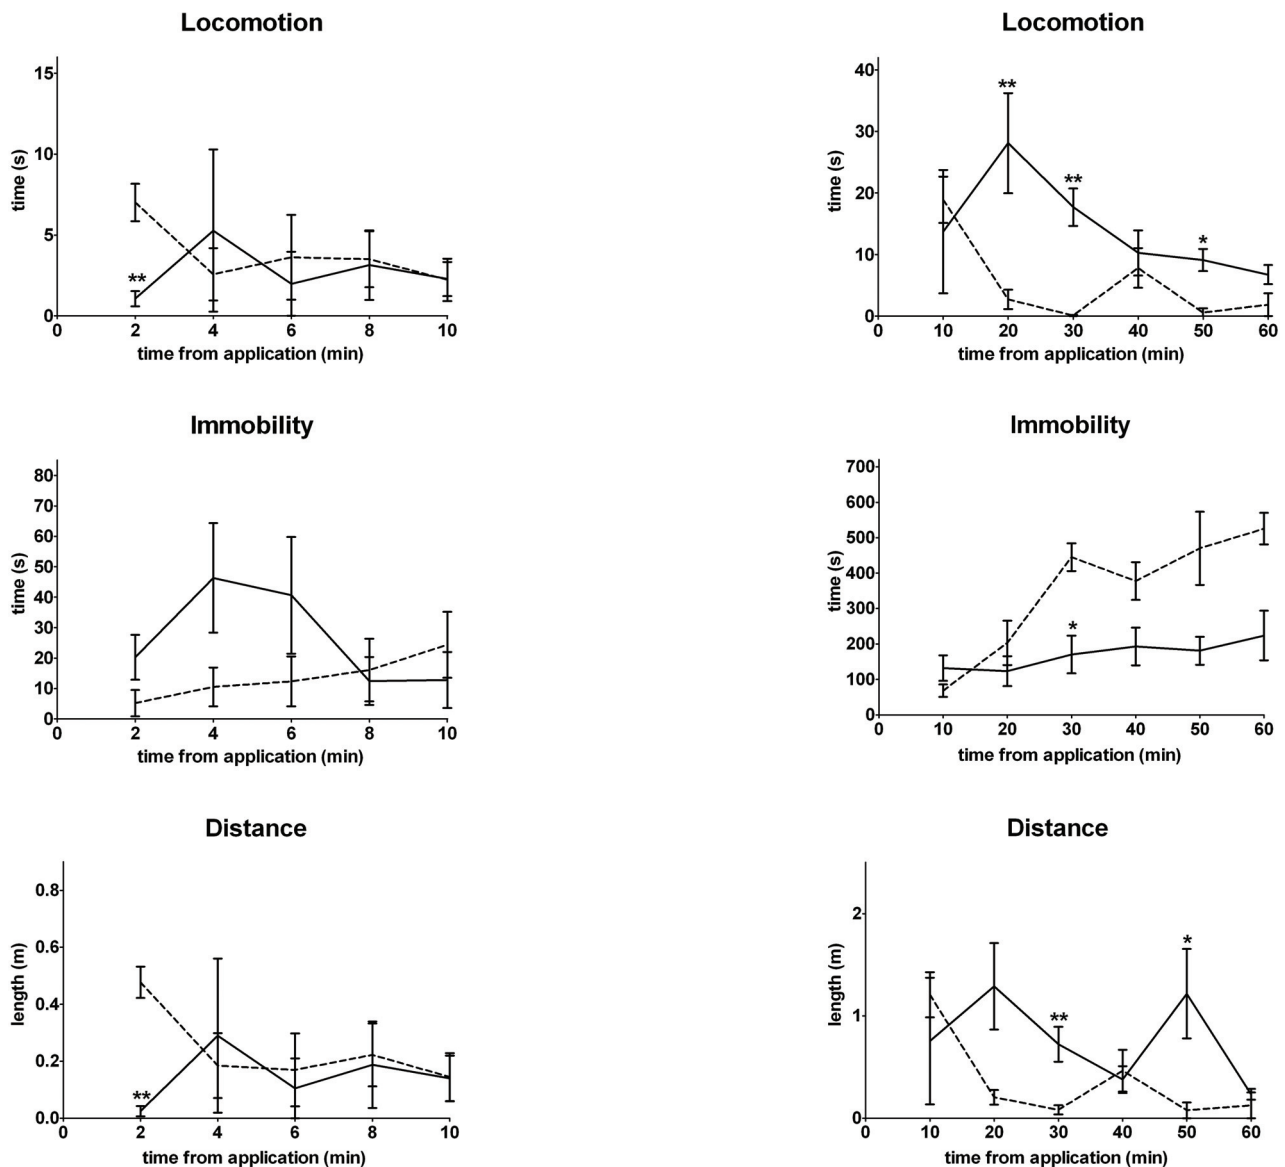 Locomotion
15
10
5
0
time (s)
**
0 2 4 6 8 10
time from application (min)
Locomotion
40
30
20
10
0
time (s)
**
**
*
0 10 20 30 40 50 60
time from application (min)
Immobility
80
70
60
50
40
30
20
10
0
time (s)
0 2 4 6 8 10
time from application (min)
Immobility
700
600
500
400
300
200
100
0
time (s)
*
0 10 20 30 40 50 60
time from application (min)
Distance
0.8
0.6
0.4
0.2
0.0
length (m)
**
0 2 4 6 8 10
time from application (min)
Distance
2
1
0
length (m)
**
*
0 10 20 30 40 50 60
time from application (min)